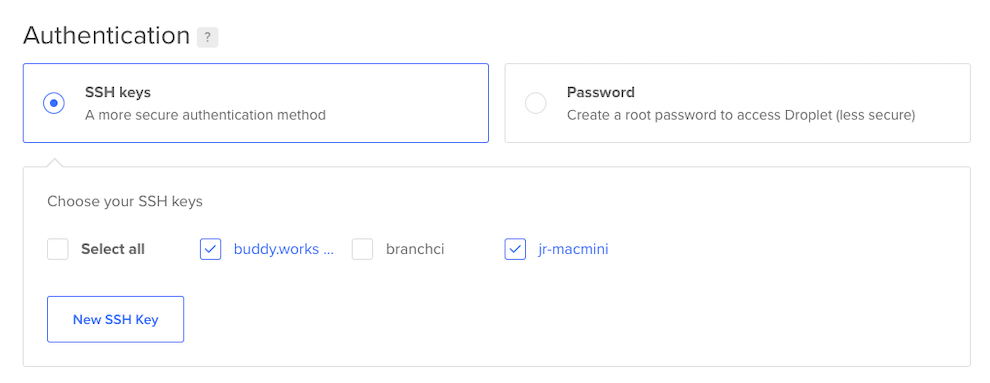 Authentication ?
SSH keys
A more secure authentication method
Password
Create a root password to access Droplet (less secure)
Choose your SSH keys
Select all buddy.works ... branchci jr-macmini
New SSH Key